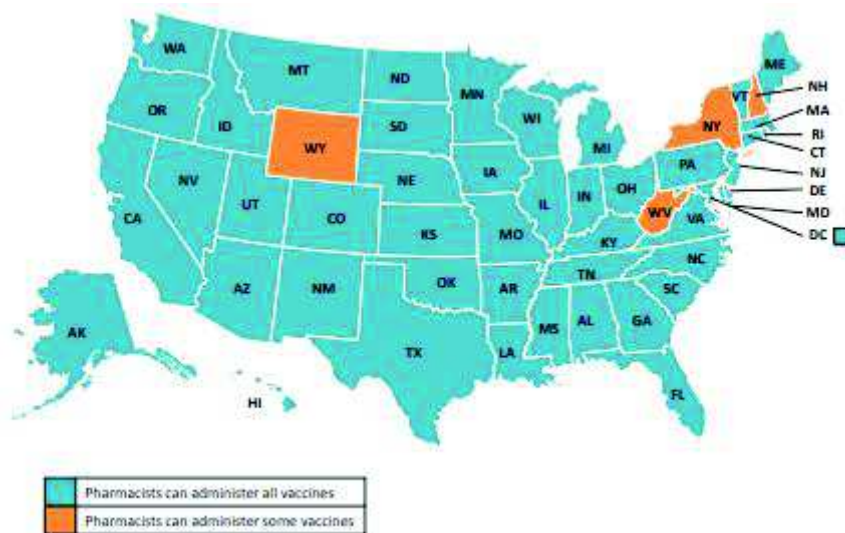 WA
MT
ND
MN
ME
NH
VT
MA
OR
ID
SD
WI
NY
RI
MI
CT
WY
PA
NJ
IA
NE
OH
DE
NV
IL
IN
UT
WV
MD
CO
VA
CA
KS
MO
KY
DC
NC
TN
OK
AZ
NM
AR
SC
MS
AL
GA
AK
TX
LA
FL
HI
Pharmacists can administer all vaccines
Pharmacists can administer some vaccines